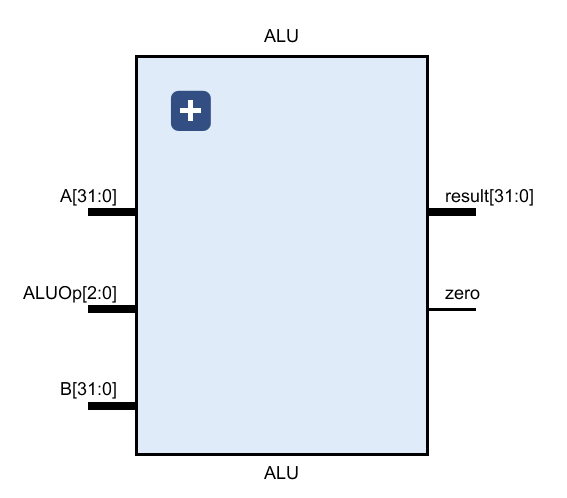 ALU
A[31:0]
result[31:0]
ALUOp[2:0]
zero
B[31:0]
ALU